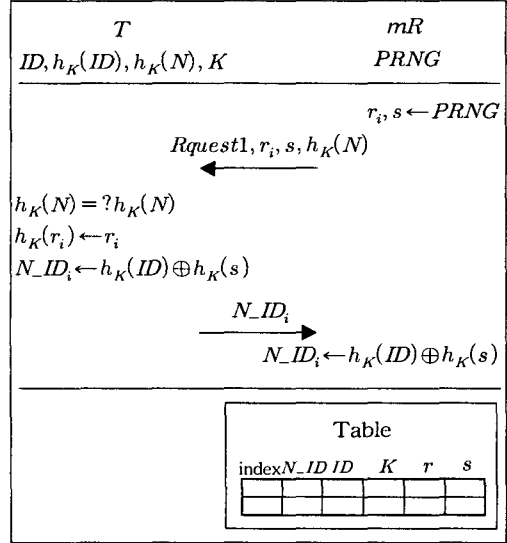 T mR
ID, h_K(ID), h_K(N), K PRNG
r_i, s ← PRNG
Rquest1, r_i, s, h_K(N)
h_K(N) = ?h_K(N)
h_K(r_i) ← r_i
N_ID_i ← h_K(ID) ⊕ h_K(s)
N_ID_i
N_ID_i ← h_K(ID) ⊕ h_K(s)
Table
index N_ID ID K r s